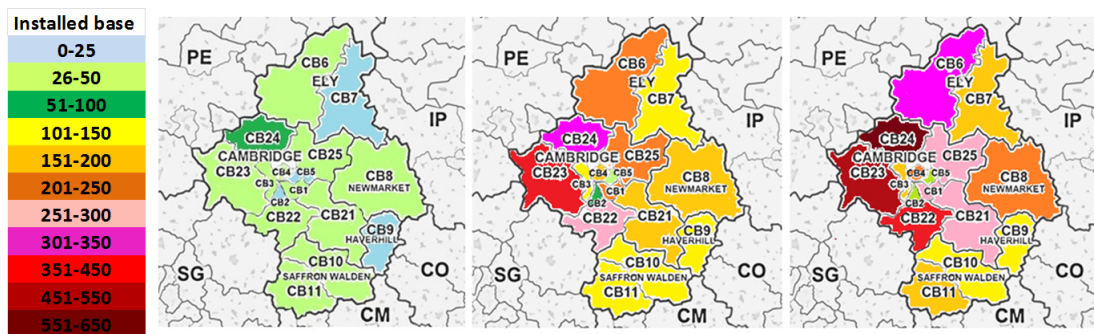 Installed base
0-25
26-50
51-100
101-150
151-200
201-250
251-300
301-350
351-450
451-550
551-650
PE
CB6
ELY
CB7
IP
CB24
CAMBRIDGE
CB25
CB23
CB4
CB5
CB3
CB1
CB2
CB8
NEWMARKET
CB22
CB21
CB9
HAVERHILL
CB10
SG
SAFFRON WALDEN
CO
CB11
CM
PE
CB6
ELY
CB7
IP
CB24
CAMBRIDGE
CB25
CB23
CB4
CB5
CB3
CB1
CB2
CB8
NEWMARKET
CB22
CB21
CB9
HAVERHILL
CB10
SG
SAFFRON WALDEN
CO
CB11
CM
PE
CB6
ELY
CB7
IP
CB24
CAMBRIDGE
CB25
CB23
CB4
CB5
CB3
CB1
CB2
CB8
NEWMARKET
CB22
CB21
CB9
HAVERHILL
CB10
SG
SAFFRON WALDEN
CO
CB11
CM